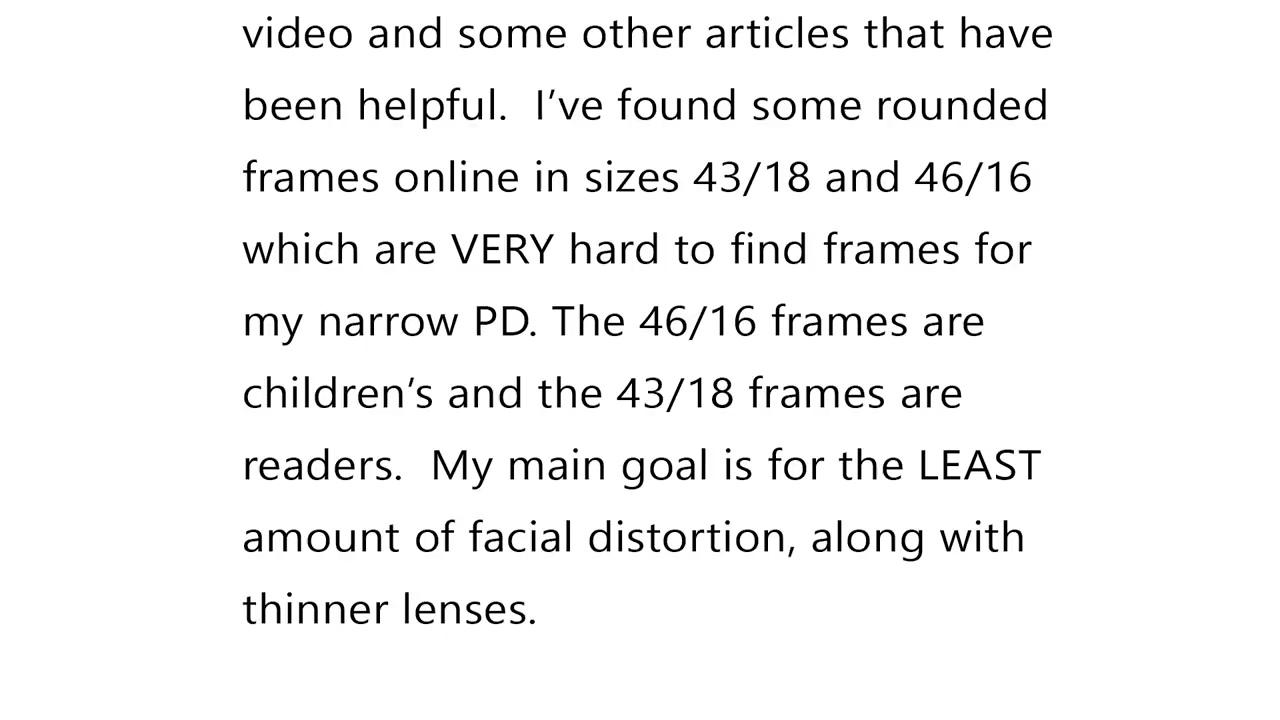 video and some other articles that have
been helpful.  I’ve found some rounded
frames online in sizes 43/18 and 46/16
which are VERY hard to find frames for
my narrow PD. The 46/16 frames are
children’s and the 43/18 frames are
readers.  My main goal is for the LEAST
amount of facial distortion, along with
thinner lenses.